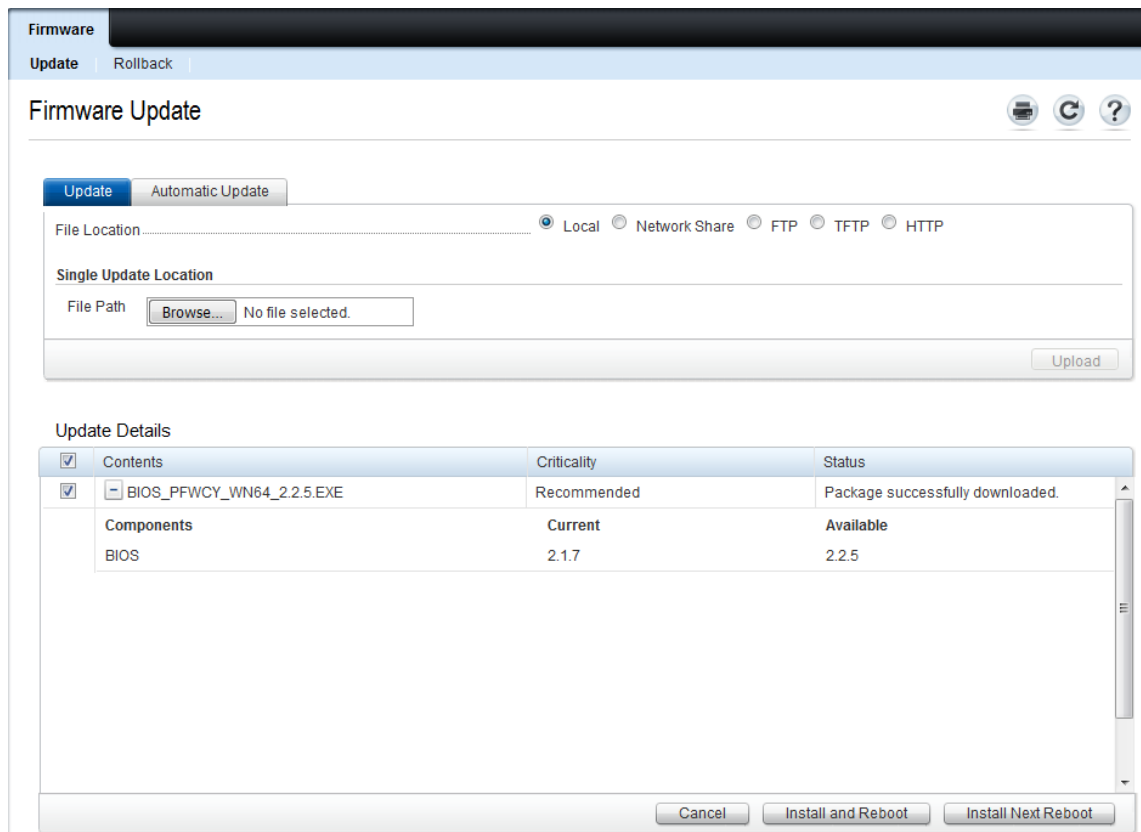 Firmware
Update Rollback
Firmware Update
Update Automatic Update
File Location Local Network Share FTP TFTP HTTP
Single Update Location
File Path Browse... No file selected.
Upload
Update Details
Contents Criticality Status
BIOS_PFWCY_WN64_2.2.5.EXE Recommended Package successfully downloaded.
Components Current Available
BIOS 2.1.7 2.2.5
Cancel Install and Reboot Install Next Reboot